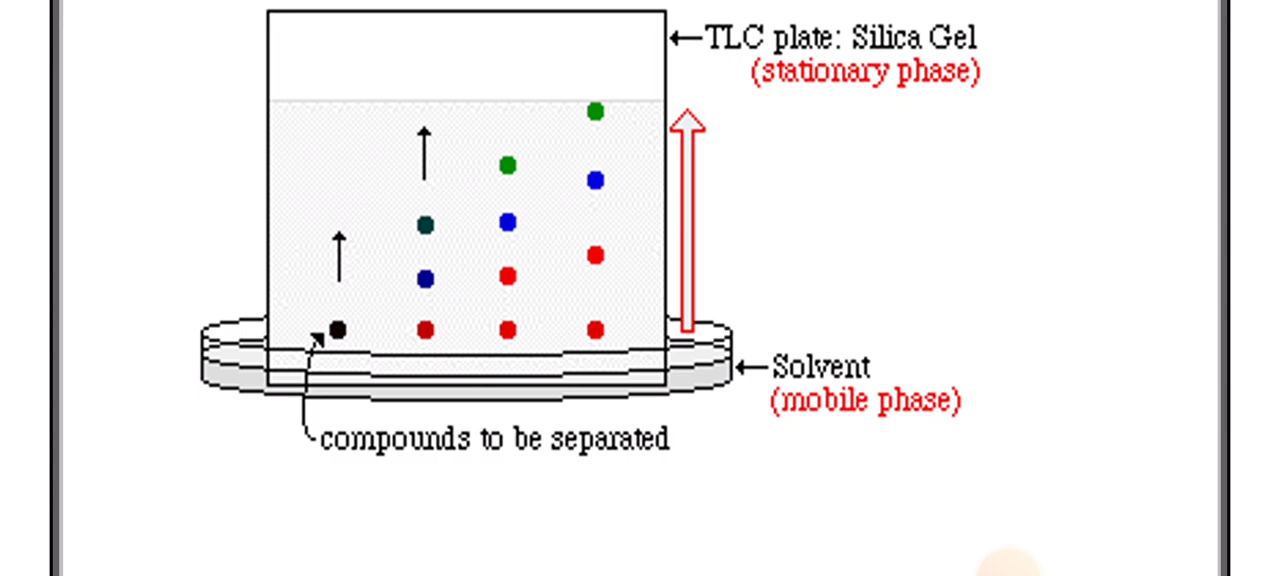 TLC plate: Silica Gel
(stationary phase)
Solvent
(mobile phase)
compounds to be separated